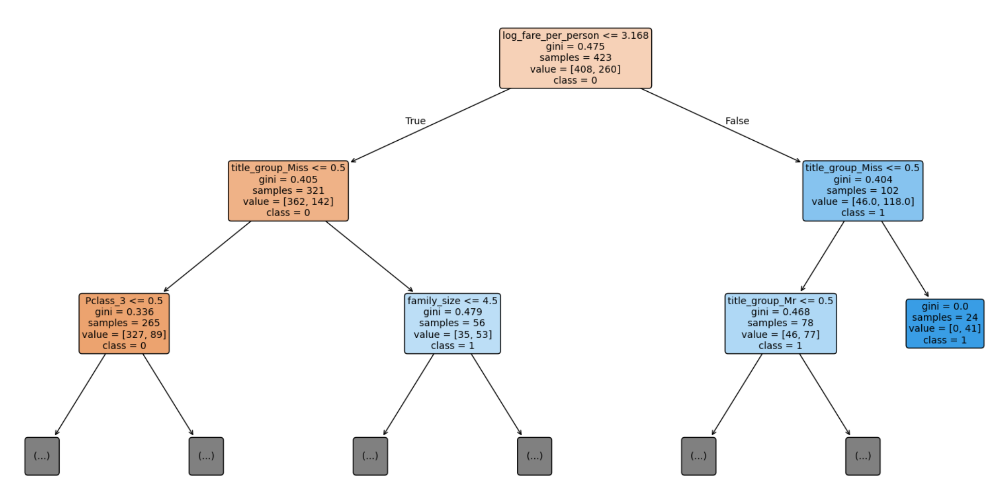 log_fare_per_person <= 3.168
gini = 0.475
samples = 423
value = [408, 260]
class = 0
True
False
title_group_Miss <= 0.5
gini = 0.405
samples = 321
value = [362, 142]
class = 0
title_group_Miss <= 0.5
gini = 0.404
samples = 102
value = [46.0, 118.0]
class = 1
Pclass_3 <= 0.5
gini = 0.336
samples = 265
value = [327, 89]
class = 0
family_size <= 4.5
gini = 0.479
samples = 56
value = [35, 53]
class = 1
title_group_Mr <= 0.5
gini = 0.468
samples = 78
value = [46, 77]
class = 1
gini = 0.0
samples = 24
value = [0, 41]
class = 1
(...)
(...)
(...)
(...)
(...)
(...)